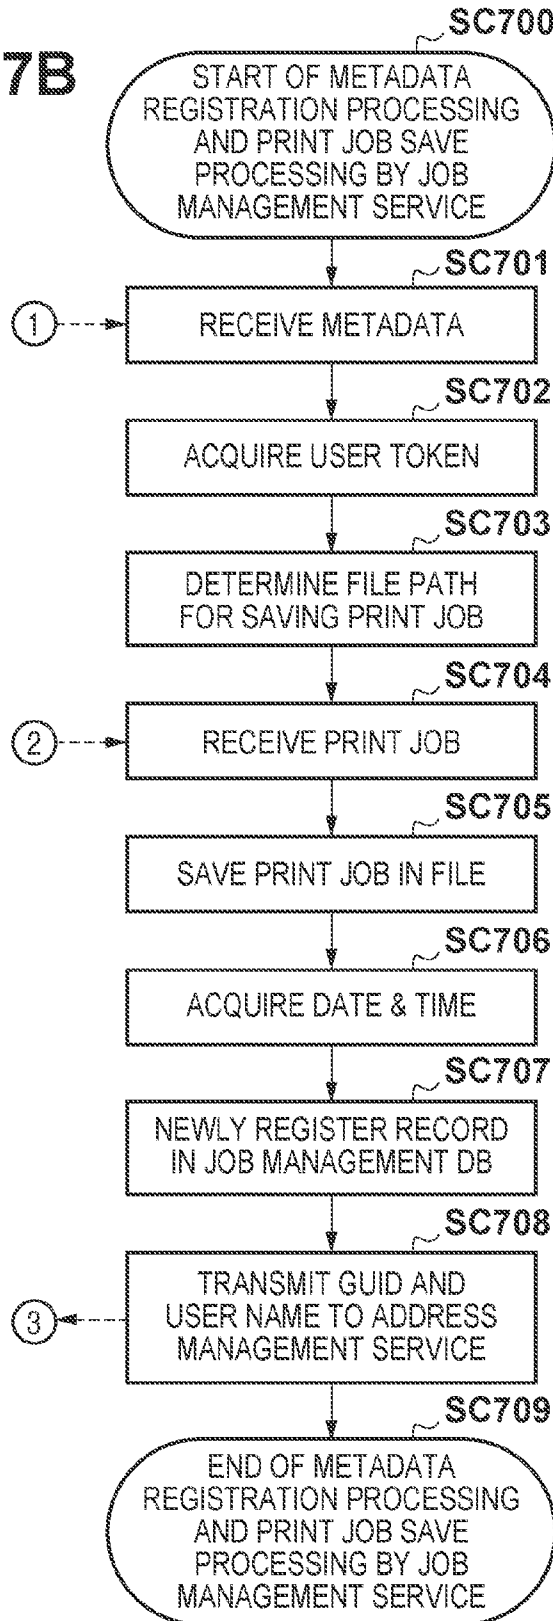 7B
SC700
START OF METADATA
REGISTRATION PROCESSING
AND PRINT JOB SAVE
PROCESSING BY JOB
MANAGEMENT SERVICE
SC701
1
RECEIVE METADATA
SC702
ACQUIRE USER TOKEN
SC703
DETERMINE FILE PATH
FOR SAVING PRINT JOB
SC704
2
RECEIVE PRINT JOB
SC705
SAVE PRINT JOB IN FILE
SC706
ACQUIRE DATE & TIME
SC707
NEWLY REGISTER RECORD
IN JOB MANAGEMENT DB
SC708
3
TRANSMIT GUID AND
USER NAME TO ADDRESS
MANAGEMENT SERVICE
SC709
END OF METADATA
REGISTRATION PROCESSING
AND PRINT JOB SAVE
PROCESSING BY JOB
MANAGEMENT SERVICE